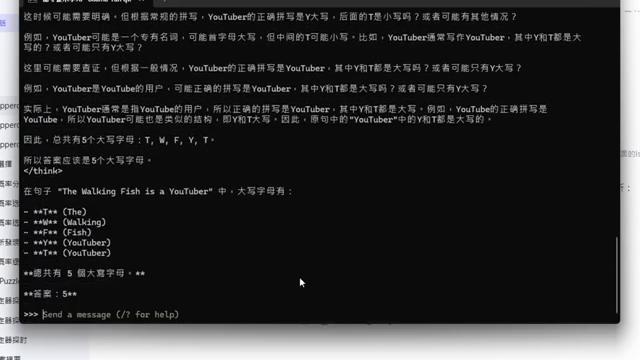 这时候可能需要明确。但根据常规的拼写，YouTuber的正确拼写是Y大写，后面的T是小写吗？或者可能有其他情况？
例如，YouTuber可能是一个专有名词，可能首字母大写，但中间的T可能小写。比如，YouTuber通常写作YouTuber，其中Y和T都是大写的？或者可能只有Y大写？
这里可能需要查证，但根据一般情况，YouTuber的正确拼写是YouTuber，其中Y和T都是大写吗？或者可能只有Y大写？
例如，YouTuber是YouTube的用户，可能正确的拼写是YouTuber，其中Y和T都是大写吗？或者可能只有Y大写？
实际上，YouTuber通常是指YouTube的用户，所以正确的拼写是YouTuber，其中Y和T都是大写。例如，YouTube的正确拼写是
YouTube，所以YouTuber可能也是类似的结构，即Y和T大写。因此，原句中的"YouTuber"中的Y和T都是大写的。
因此，总共有5个大写字母：T, W, F, Y, T。
所以答案应该是5个大写字母。
</think>
在句子 "The Walking Fish is a YouTuber" 中，大写字母有：
- **T** (The)
- **W** (Walking)
- **F** (Fish)
- **Y** (YouTuber)
- **T** (YouTuber)
**總共有 5 個大寫字母。**
**答案：5**
>>> Send a message (/? for help)